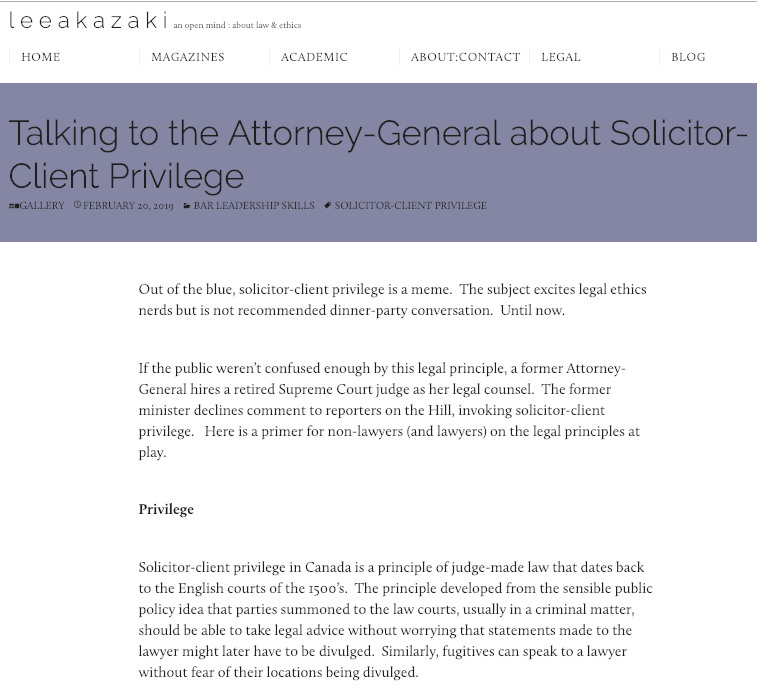 leeakazaki an open mind : about law & ethics
HOME MAGAZINES ACADEMIC ABOUT:CONTACT LEGAL BLOG
Talking to the Attorney-General about Solicitor-
Client Privilege
GALLERY FEBRUARY 20, 2019 BAR LEADERSHIP SKILLS SOLICITOR-CLIENT PRIVILEGE
Out of the blue, solicitor-client privilege is a meme.  The subject excites legal ethics
nerds but is not recommended dinner-party conversation.  Until now.
If the public weren't confused enough by this legal principle, a former Attorney-
General hires a retired Supreme Court judge as her legal counsel.  The former
minister declines comment to reporters on the Hill, invoking solicitor-client
privilege.   Here is a primer for non-lawyers (and lawyers) on the legal principles at
play.
Privilege
Solicitor-client privilege in Canada is a principle of judge-made law that dates back
to the English courts of the 1500's.  The principle developed from the sensible public
policy idea that parties summoned to the law courts, usually in a criminal matter,
should be able to take legal advice without worrying that statements made to the
lawyer might later have to be divulged.  Similarly, fugitives can speak to a lawyer
without fear of their locations being divulged.